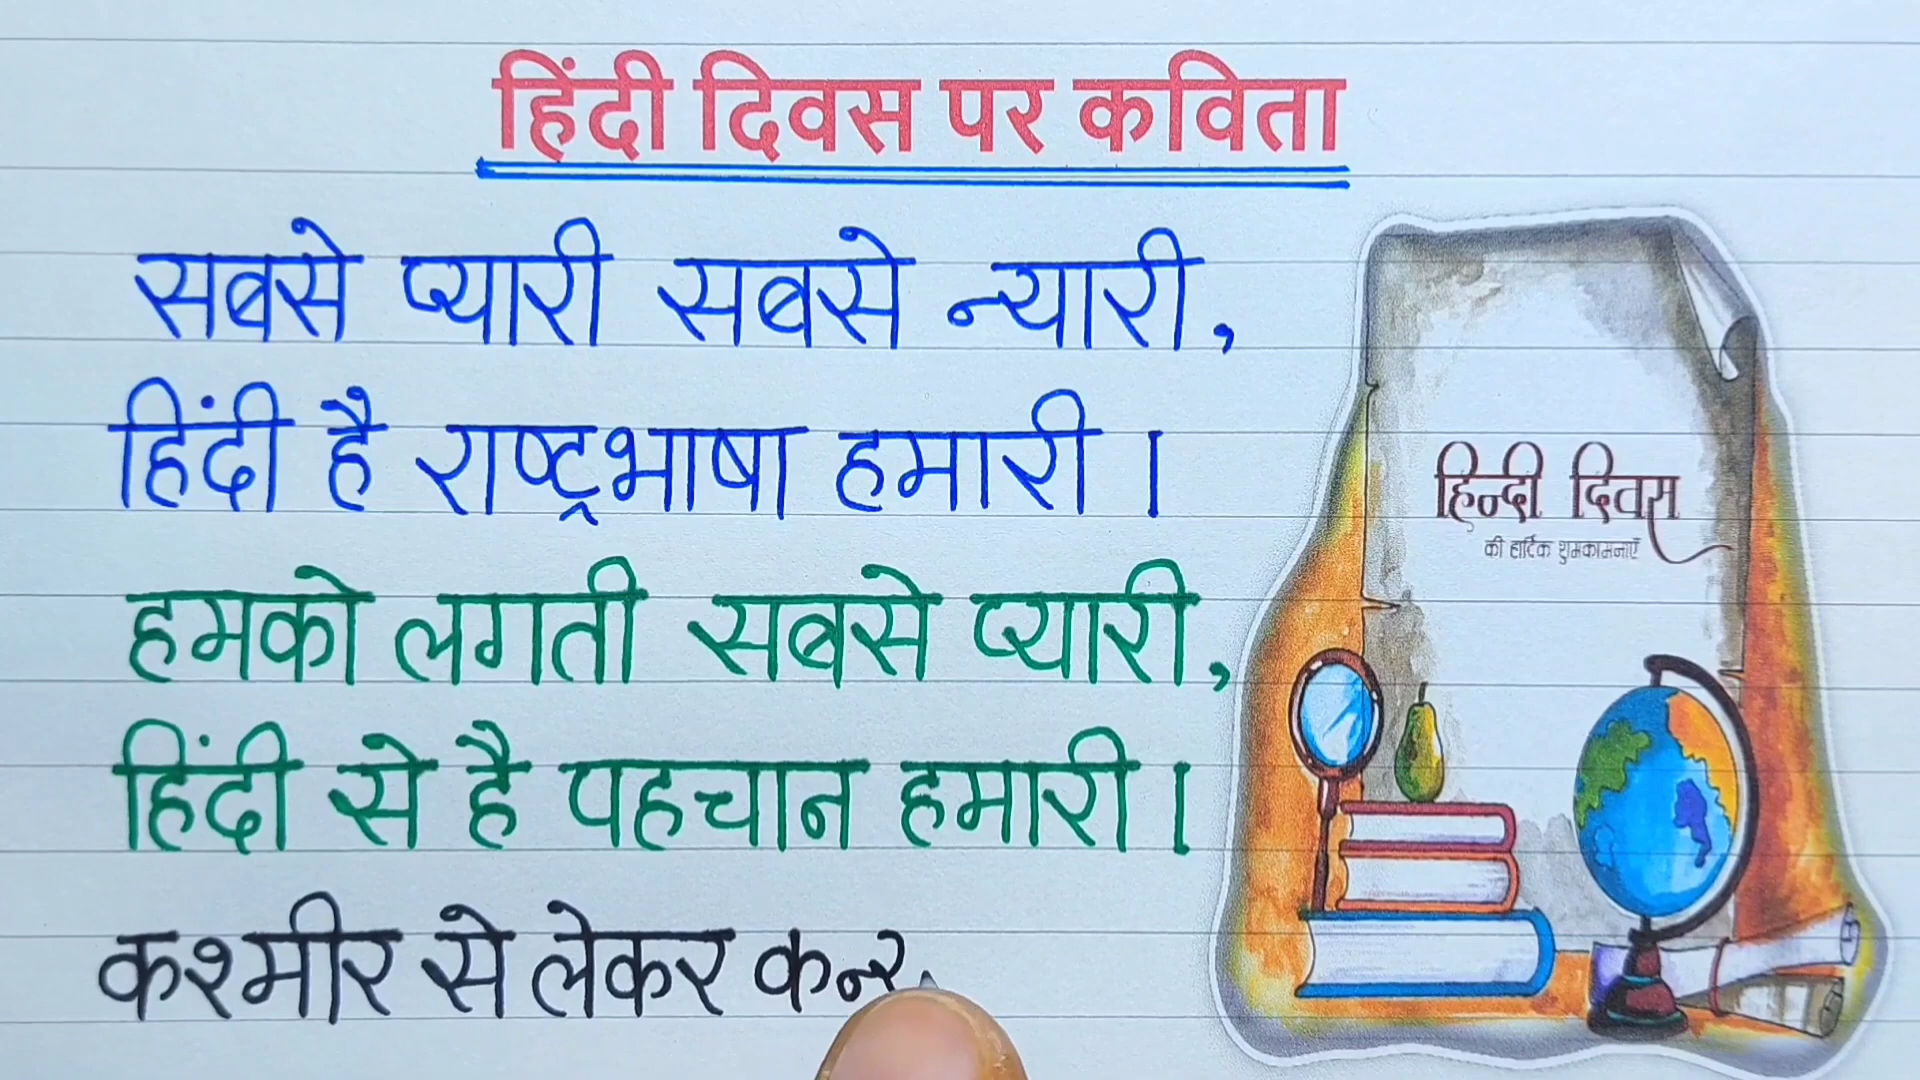 हिंदी दिवस पर कविता
सबसे प्यारी सबसे न्यारी,
हिंदी है राष्ट्रभाषा हमारी ।
हमको लगती सबसे प्यारी,
हिंदी से है पहचान हमारी ।
कश्मीर से लेकर
हिन्दी दिवस
की हार्दिक शुभकामनाएँ